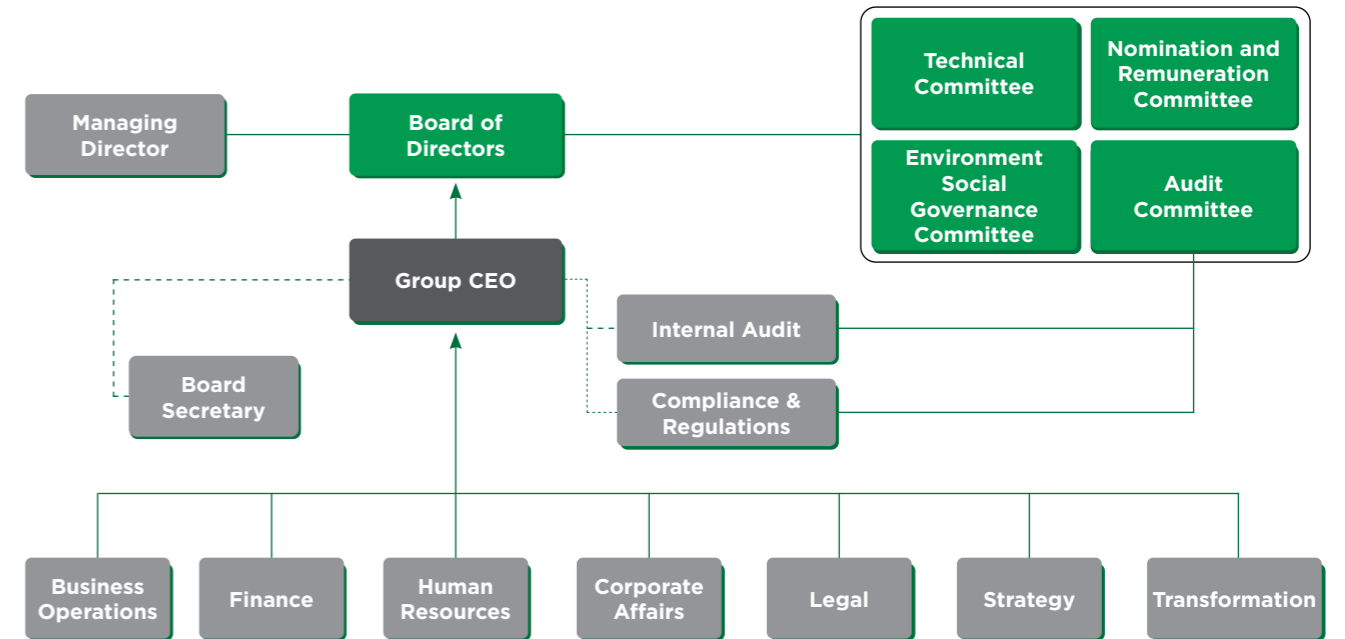 Technical
Committee
Nomination and
Remuneration
Committee
Managing
Director
Board of
Directors
Environment
Social
Governance
Committee
Audit
Committee
Group CEO
Internal Audit
Board
Secretary
Compliance &
Regulations
Business
Operations
Finance
Human
Resources
Corporate
Affairs
Legal
Strategy
Transformation